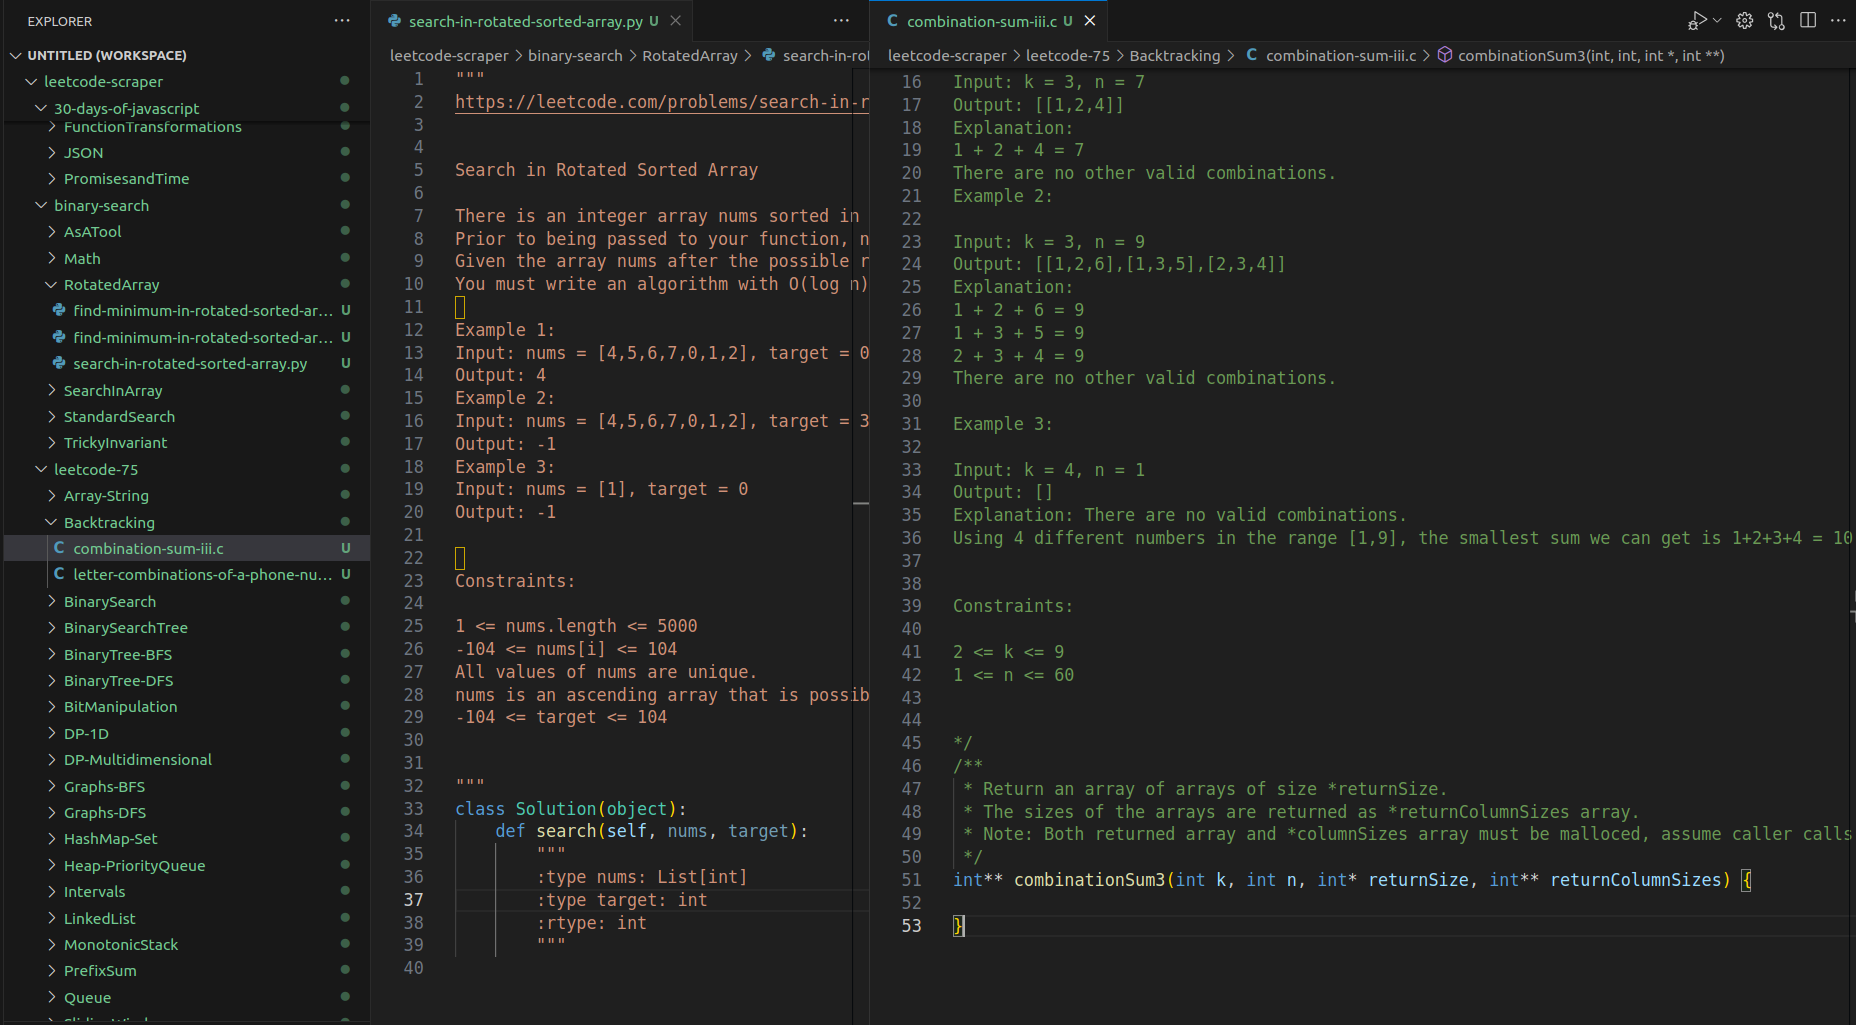 EXPLORER
UNTITLED (WORKSPACE)
leetcode-scraper
30-days-of-javascript
FunctionTransformations
JSON
PromisesandTime
binary-search
AsATool
Math
RotatedArray
find-minimum-in-rotated-sorted-ar... U
find-minimum-in-rotated-sorted-ar... U
search-in-rotated-sorted-array.py U
SearchInArray
StandardSearch
TrickyInvariant
leetcode-75
Array-String
Backtracking
C combination-sum-iii.c U
C letter-combinations-of-a-phone-nu... U
BinarySearch
BinarySearchTree
BinaryTree-BFS
BinaryTree-DFS
BitManipulation
DP-1D
DP-Multidimensional
Graphs-BFS
Graphs-DFS
HashMap-Set
Heap-PriorityQueue
Intervals
LinkedList
MonotonicStack
PrefixSum
Queue
search-in-rotated-sorted-array.py U
leetcode-scraper > binary-search > RotatedArray > search-in-rot
1 """
2 https://leetcode.com/problems/search-in-r
3
4
5 Search in Rotated Sorted Array
6
7 There is an integer array nums sorted in
8 Prior to being passed to your function, n
9 Given the array nums after the possible r
10 You must write an algorithm with O(log n)
11
12 Example 1:
13 Input: nums = [4,5,6,7,0,1,2], target = 0
14 Output: 4
15 Example 2:
16 Input: nums = [4,5,6,7,0,1,2], target = 3
17 Output: -1
18 Example 3:
19 Input: nums = [1], target = 0
20 Output: -1
21
22
23 Constraints:
24
25 1 <= nums.length <= 5000
26 -104 <= nums[i] <= 104
27 All values of nums are unique.
28 nums is an ascending array that is possib
29 -104 <= target <= 104
30
31
32 """
33 class Solution(object):
34 def search(self, nums, target):
35 """
36 :type nums: List[int]
37 :type target: int
38 :rtype: int
39 """
40
C combination-sum-iii.c U
leetcode-scraper > leetcode-75 > Backtracking > C combination-sum-iii.c > combinationSum3(int, int, int *, int **)
16 Input: k = 3, n = 7
17 Output: [[1,2,4]]
18 Explanation:
19 1 + 2 + 4 = 7
20 There are no other valid combinations.
21 Example 2:
22
23 Input: k = 3, n = 9
24 Output: [[1,2,6],[1,3,5],[2,3,4]]
25 Explanation:
26 1 + 2 + 6 = 9
27 1 + 3 + 5 = 9
28 2 + 3 + 4 = 9
29 There are no other valid combinations.
30
31 Example 3:
32
33 Input: k = 4, n = 1
34 Output: []
35 Explanation: There are no valid combinations.
36 Using 4 different numbers in the range [1,9], the smallest sum we can get is 1+2+3+4 = 10
37
38
39 Constraints:
40
41 2 <= k <= 9
42 1 <= n <= 60
43
44
45 */
46 /**
47 * Return an array of arrays of size *returnSize.
48 * The sizes of the arrays are returned as *returnColumnSizes array.
49 * Note: Both returned array and *columnSizes array must be malloced, assume caller calls
50 */
51 int** combinationSum3(int k, int n, int* returnSize, int** returnColumnSizes) {
52
53 }